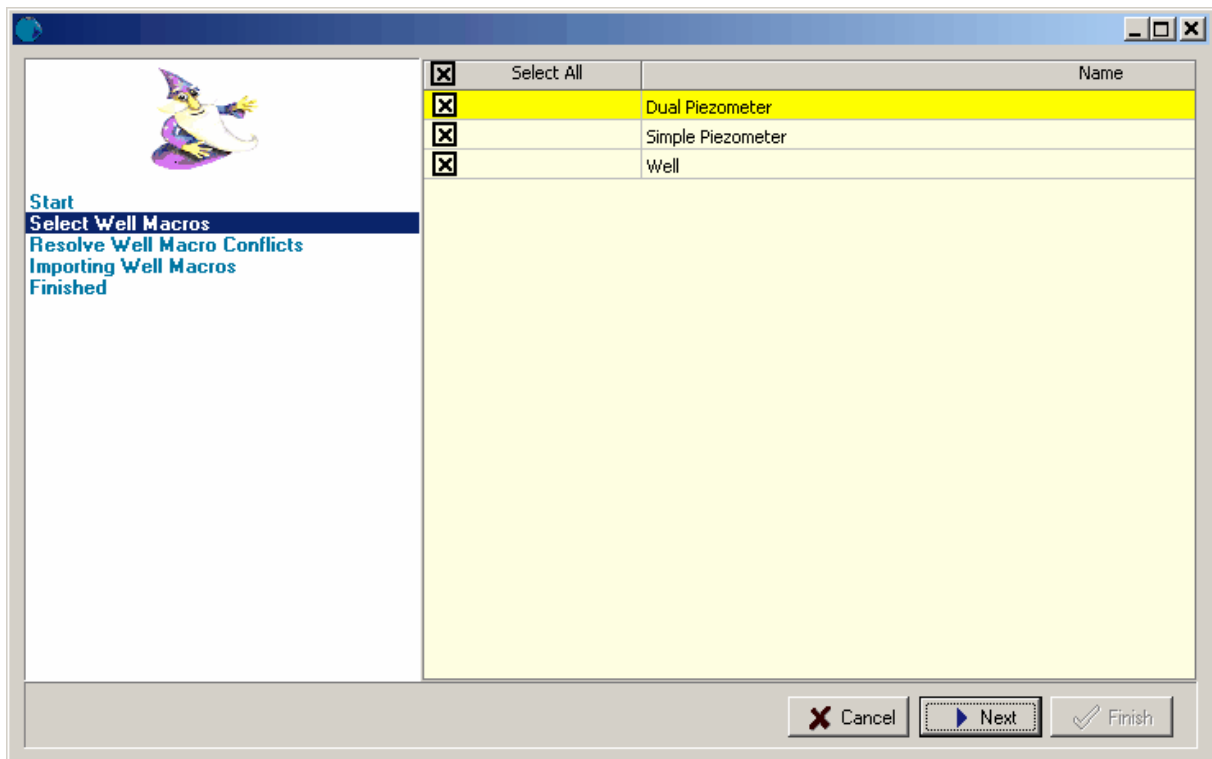 Select All Name
Dual Piezometer
Simple Piezometer
Well
Start
Select Well Macros
Resolve Well Macro Conflicts
Importing Well Macros
Finished
Cancel Next Finish